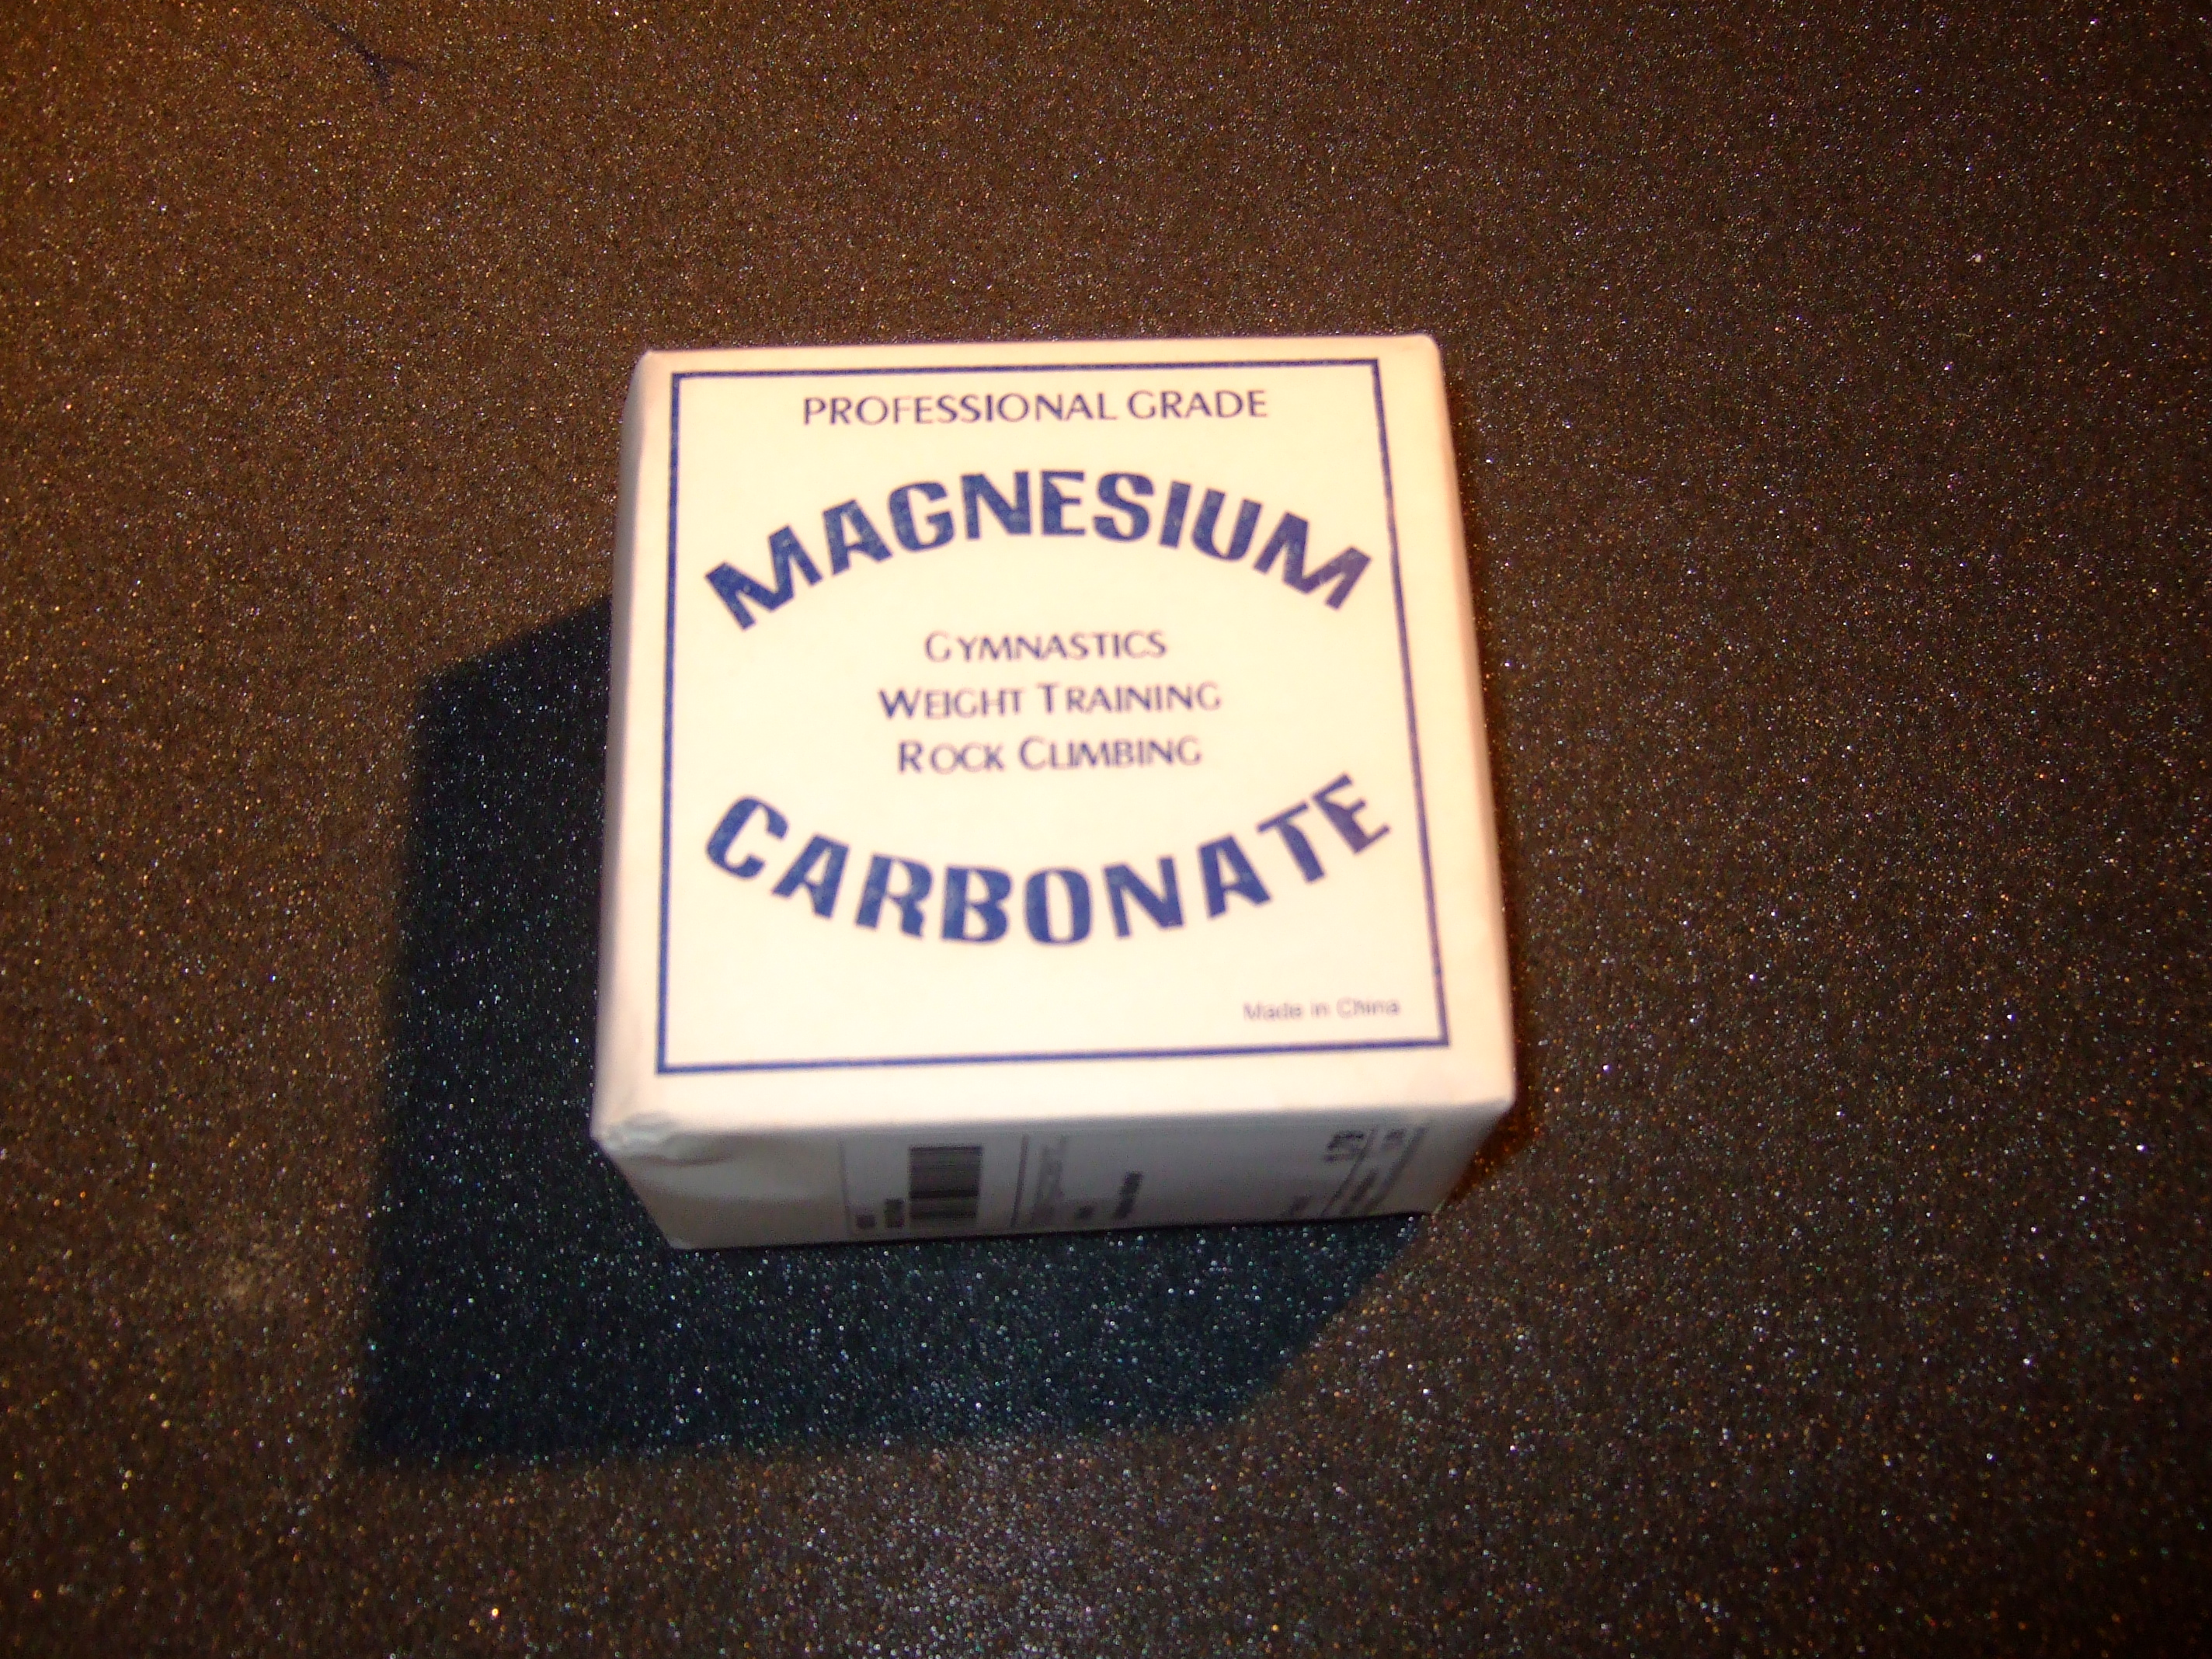 PROFESSIONAL GRADE
MAGNESIUM
GYMNASTICS
WEIGHT TRAINING
ROCK CLIMBING
CARBONATE
Made in China